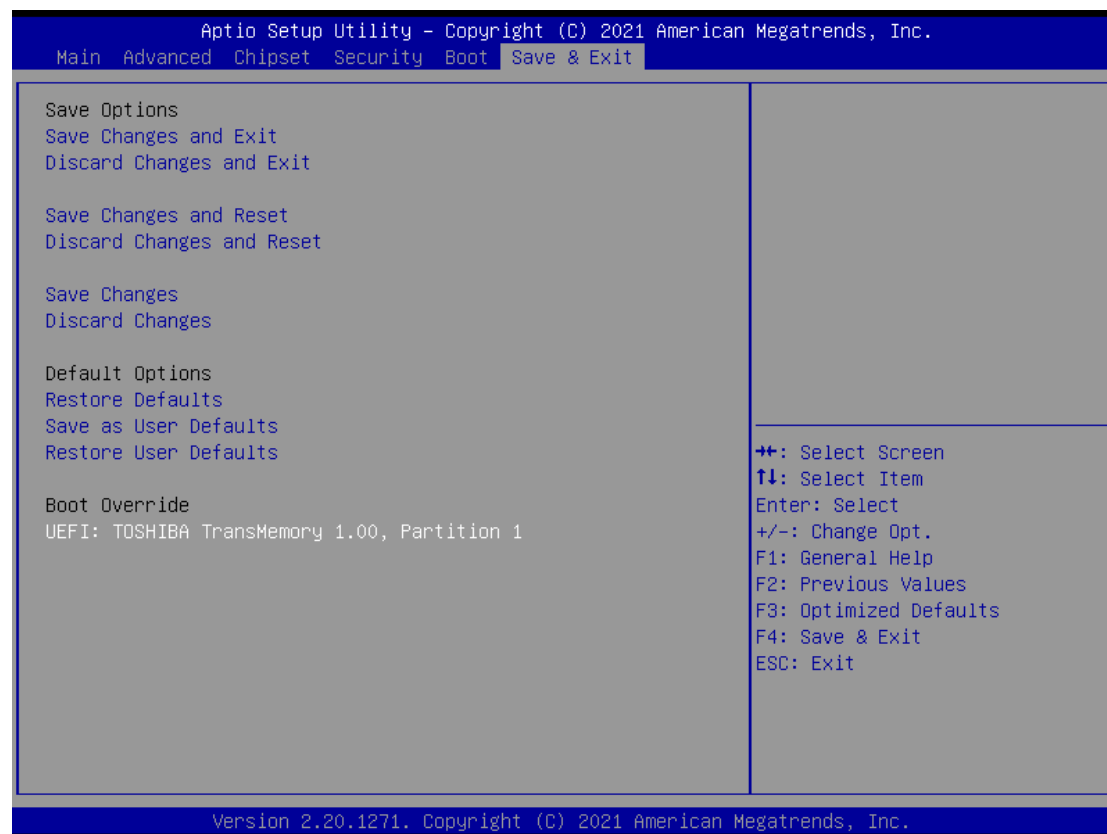 Aptio Setup Utility – Copyright (C) 2021 American Megatrends, Inc.
Main Advanced Chipset Security Boot Save & Exit
Save Options
Save Changes and Exit
Discard Changes and Exit
Save Changes and Reset
Discard Changes and Reset
Save Changes
Discard Changes
Default Options
Restore Defaults
Save as User Defaults
Restore User Defaults
Boot Override
UEFI: TOSHIBA TransMemory 1.00, Partition 1
→←: Select Screen
↑↓: Select Item
Enter: Select
+/-: Change Opt.
F1: General Help
F2: Previous Values
F3: Optimized Defaults
F4: Save & Exit
ESC: Exit
Version 2.20.1271. Copyright (C) 2021 American Megatrends, Inc.